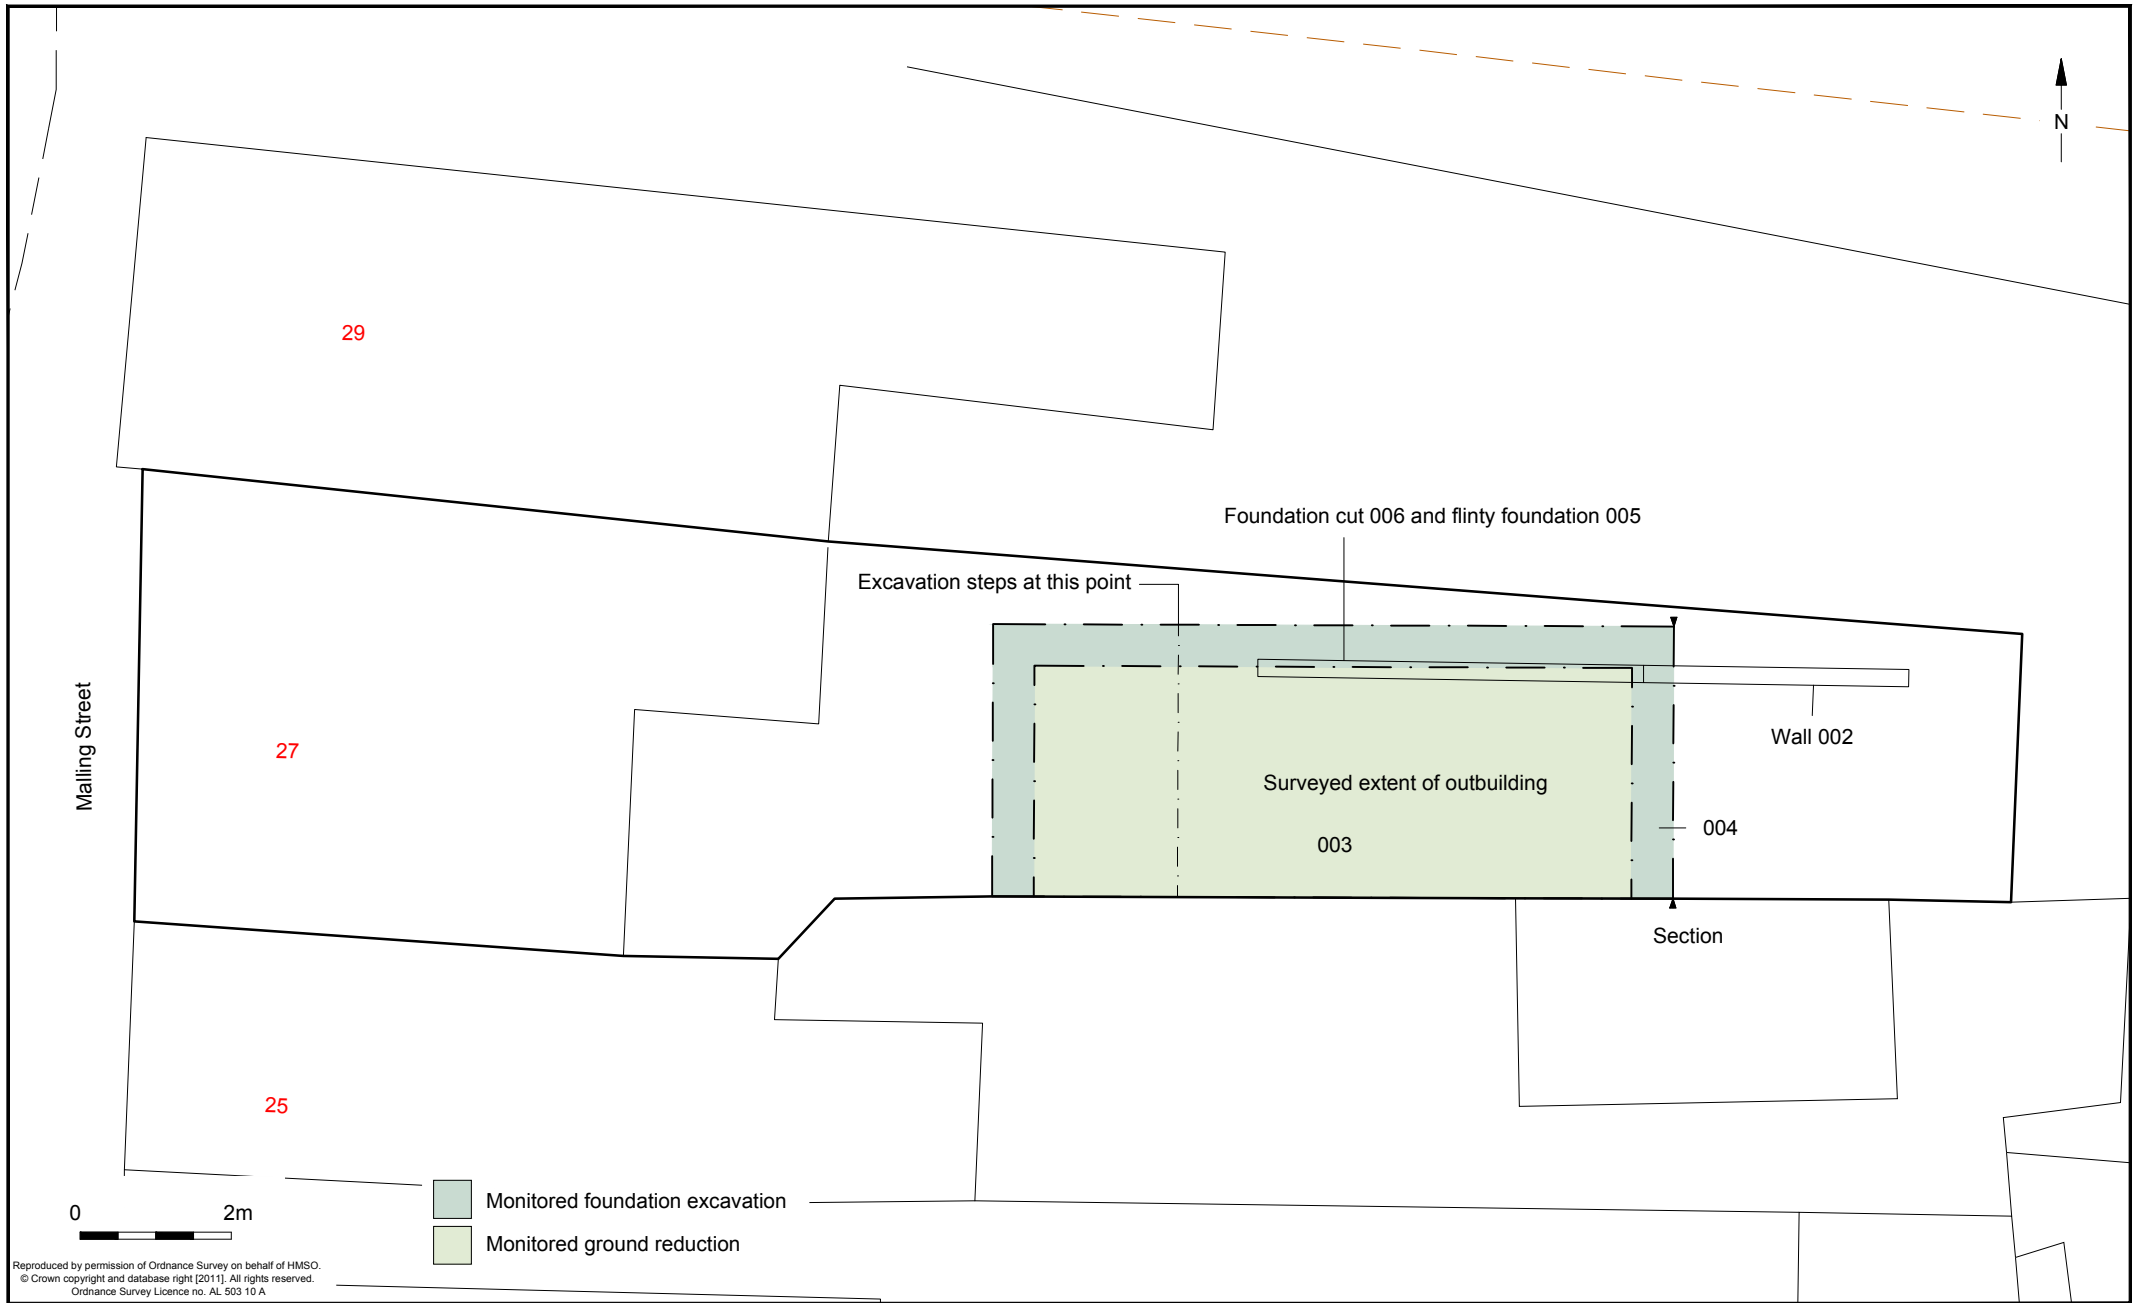 N
29
Foundation cut 006 and flinty foundation 005
Excavation steps at this point
Malling Street
27
Wall 002
Surveyed extent of outbuilding
003
004
Section
25
0 2m
Monitored foundation excavation
Monitored ground reduction
Reproduced by permission of Ordnance Survey on behalf of HMSO.
© Crown copyright and database right [2011]. All rights reserved.
Ordnance Survey Licence no. AL 503 10 A